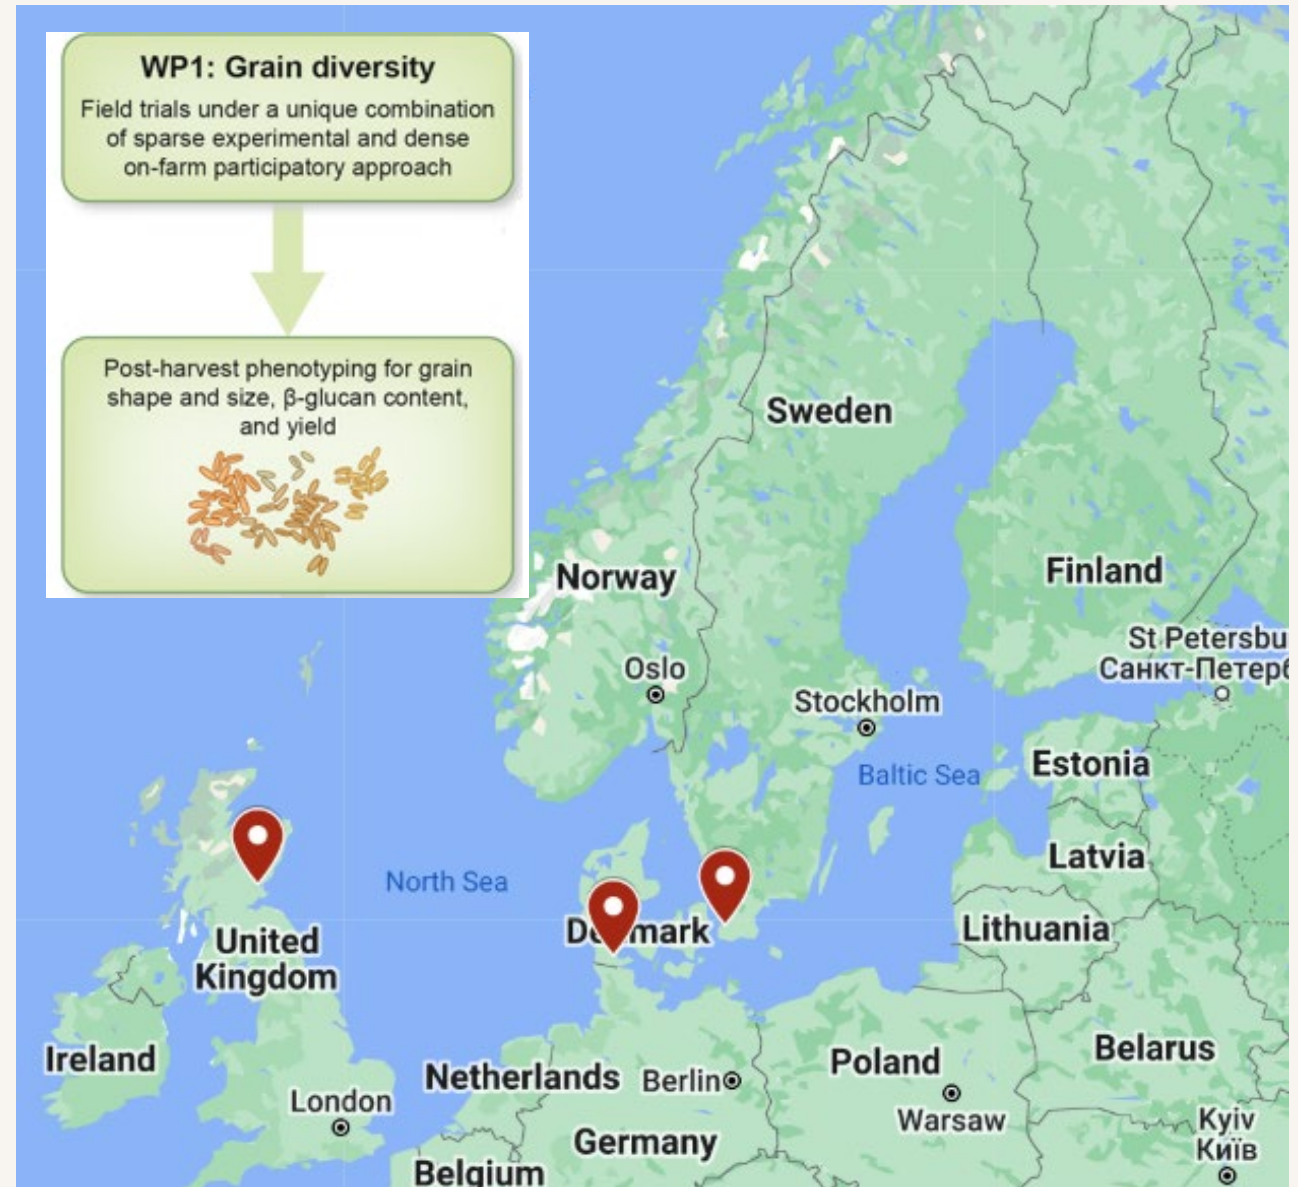 WP1: Grain diversity
Field trials under a unique combination
of sparse experimental and dense
on-farm participatory approach
Post-harvest phenotyping for grain
shape and size, β-glucan content,
and yield
Sweden
Norway
Finland
Oslo
St Petersbu
Санкт-Петерб
Stockholm
Estonia
Baltic Sea
Latvia
North Sea
Denmark
Lithuania
United
Kingdom
Ireland
Netherlands
Berlin
Poland
Belarus
London
Warsaw
Kyiv
Київ
Germany
Belgium